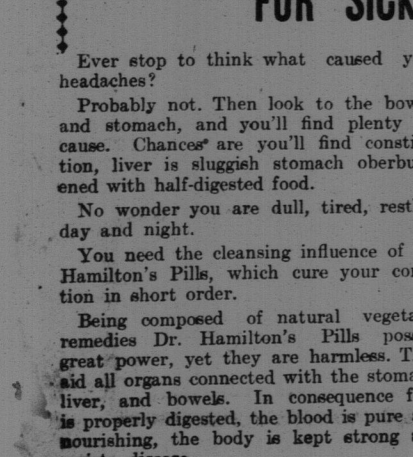 FOR SICK
Ever stop to think what caused y
headaches?
Probably not. Then look to the bow
and stomach, and you'll find plenty
cause. Chances are you'll find consti
tion, liver is sluggish stomach oberbu
ened with half-digested food.
No wonder you are dull, tired, rest
day and night.
You need the cleansing influence of
Hamilton's Pills, which cure your con
tion in short order.
Being composed of natural vegeta
remedies Dr. Hamilton's Pills pos
great power, yet they are harmless. T
aid all organs connected with the stoma
liver, and bowels. In consequence f
is properly digested, the blood is pure
nourishing, the body is kept strong